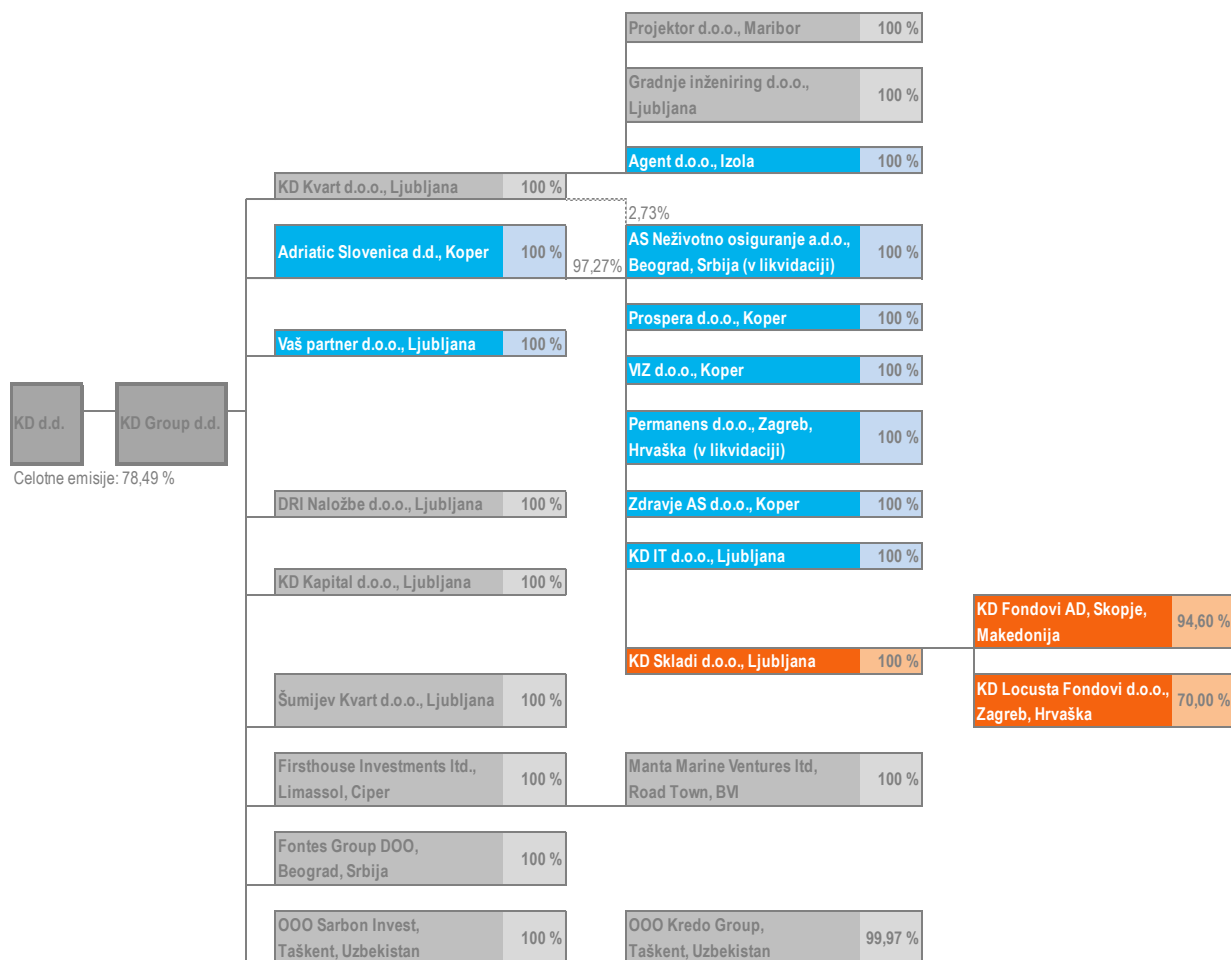 Projektor d.o.o., Maribor 100 %
Gradnje inženiring d.o.o.,
Ljubljana 100 %
Agent d.o.o., Izola 100 %
KD Kvart d.o.o., Ljubljana 100 %
2,73%
Adriatic Slovenica d.d., Koper 100 %
97,27%
AS Neživotno osiguranje a.d.o.,
Beograd, Srbija (v likvidaciji) 100 %
Prospera d.o.o., Koper 100 %
Vaš partner d.o.o., Ljubljana 100 %
VIZ d.o.o., Koper 100 %
KD d.d.
KD Group d.d.
Celotne emisije: 78,49 %
Permanens d.o.o., Zagreb,
Hrvaška (v likvidaciji) 100 %
DRI Naložbe d.o.o., Ljubljana 100 %
Zdravje AS d.o.o., Koper 100 %
KD IT d.o.o., Ljubljana 100 %
KD Kapital d.o.o., Ljubljana 100 %
KD Fondovi AD, Skopje,
Makedonija 94,60 %
KD Skladi d.o.o., Ljubljana 100 %
KD Locusta Fondovi d.o.o.,
Zagreb, Hrvaška 70,00 %
Šumijev Kvart d.o.o., Ljubljana 100 %
Firsthouse Investments ltd.,
Limassol, Ciper 100 %
Manta Marine Ventures ltd,
Road Town, BVI 100 %
Fontes Group DOO,
Beograd, Srbija 100 %
OOO Sarbon Invest,
Taškent, Uzbekistan 100 %
OOO Kredo Group,
Taškent, Uzbekistan 99,97 %